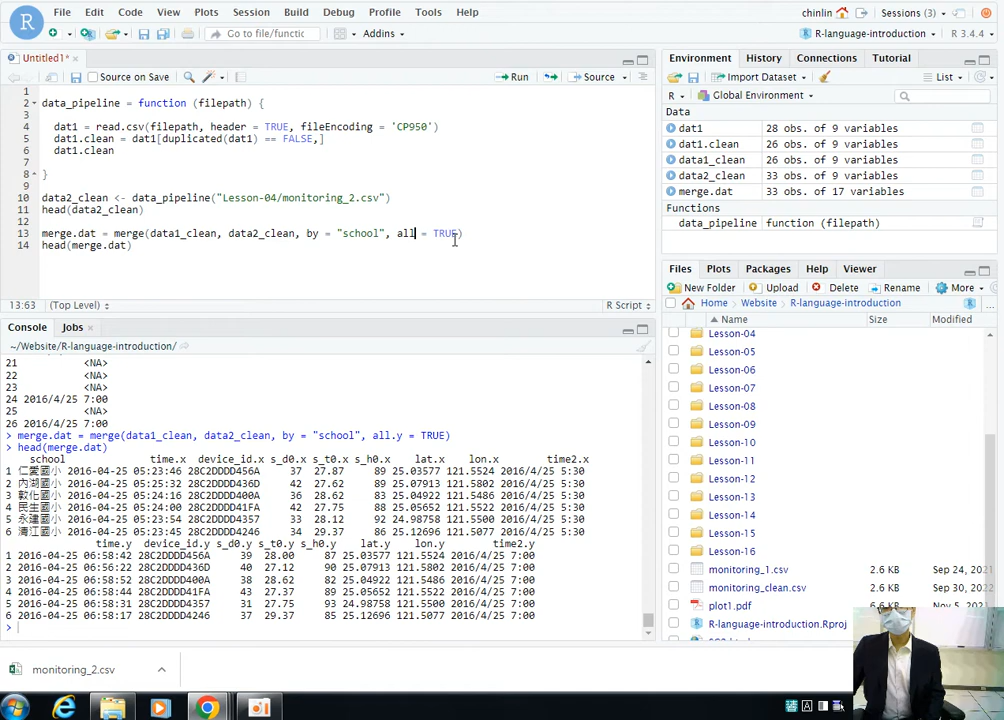 File Edit Code View Plots Session Build Debug Profile Tools Help
chinlin Sessions (3)
Go to file/functic Addins R-language-introduction R 3.4.4
Untitled1*
Source on Save Run Source
1
2 data_pipeline = function (filepath) {
3
4 dat1 = read.csv(filepath, header = TRUE, fileEncoding = 'CP950')
5 dat1.clean = dat1[duplicated(dat1) == FALSE,]
6 dat1.clean
7
8 }
9
10 data2_clean <- data_pipeline("Lesson-04/monitoring_2.csv")
11 head(data2_clean)
12
13 merge.dat = merge(data1_clean, data2_clean, by = "school", all = TRUE)
14 head(merge.dat)
13:63 (Top Level) R Script
Console Jobs
~/Website/R-language-introduction/
21 <NA>
22 <NA>
23 <NA>
24 2016/4/25 7:00
25 <NA>
26 2016/4/25 7:00
> merge.dat = merge(data1_clean, data2_clean, by = "school", all.y = TRUE)
> head(merge.dat)
school time.x device_id.x s_d0.x s_t0.x s_h0.x lat.x lon.x time2.x
1 仁愛國小 2016-04-25 05:23:46 28C2DDDD456A 37 27.87 89 25.03577 121.5524 2016/4/25 5:30
2 內湖國小 2016-04-25 05:25:32 28C2DDDD436D 42 27.62 89 25.07913 121.5802 2016/4/25 5:30
3 敦化國小 2016-04-25 05:24:16 28C2DDDD400A 36 28.62 83 25.04922 121.5486 2016/4/25 5:30
4 民生國小 2016-04-25 05:24:00 28C2DDDD41FA 42 27.75 88 25.05652 121.5522 2016/4/25 5:30
5 永建國小 2016-04-25 05:23:54 28C2DDDD4357 33 28.12 92 24.98758 121.5500 2016/4/25 5:30
6 清江國小 2016-04-25 05:23:57 28C2DDDD4246 34 29.37 86 25.12696 121.5077 2016/4/25 5:30
time.y device_id.y s_d0.y s_t0.y s_h0.y lat.y lon.y time2.y
1 2016-04-25 06:58:42 28C2DDDD456A 39 28.00 87 25.03577 121.5524 2016/4/25 7:00
2 2016-04-25 06:56:22 28C2DDDD436D 40 27.12 90 25.07913 121.5802 2016/4/25 7:00
3 2016-04-25 06:58:18 28C2DDDD400A 38 28.62 82 25.04922 121.5486 2016/4/25 7:00
4 2016-04-25 06:58:44 28C2DDDD41FA 43 27.37 89 25.05652 121.5522 2016/4/25 7:00
5 2016-04-25 06:58:31 28C2DDDD4357 31 27.75 93 24.98758 121.5500 2016/4/25 7:00
6 2016-04-25 06:58:17 28C2DDDD4246 37 29.37 85 25.12696 121.5077 2016/4/25 7:00
>
Environment History Connections Tutorial
Import Dataset List
R Global Environment
Data
dat1 28 obs. of 9 variables
dat1.clean 26 obs. of 9 variables
data1_clean 26 obs. of 9 variables
data2_clean 33 obs. of 9 variables
merge.dat 33 obs. of 17 variables
Functions
data_pipeline function (filepath)
Files Plots Packages Help Viewer
New Folder Upload Delete Rename More
Home Website R-language-introduction
Name Size Modified
Lesson-04
Lesson-05
Lesson-06
Lesson-07
Lesson-08
Lesson-09
Lesson-10
Lesson-11
Lesson-12
Lesson-13
Lesson-14
Lesson-15
Lesson-16
monitoring_1.csv 2.6 KB Sep 24, 2021
monitoring_clean.csv 2.6 KB Sep 30, 2022
plot1.pdf 6.6 KB Nov 5, 2021
R-language-introduction.Rproj
monitoring_2.csv